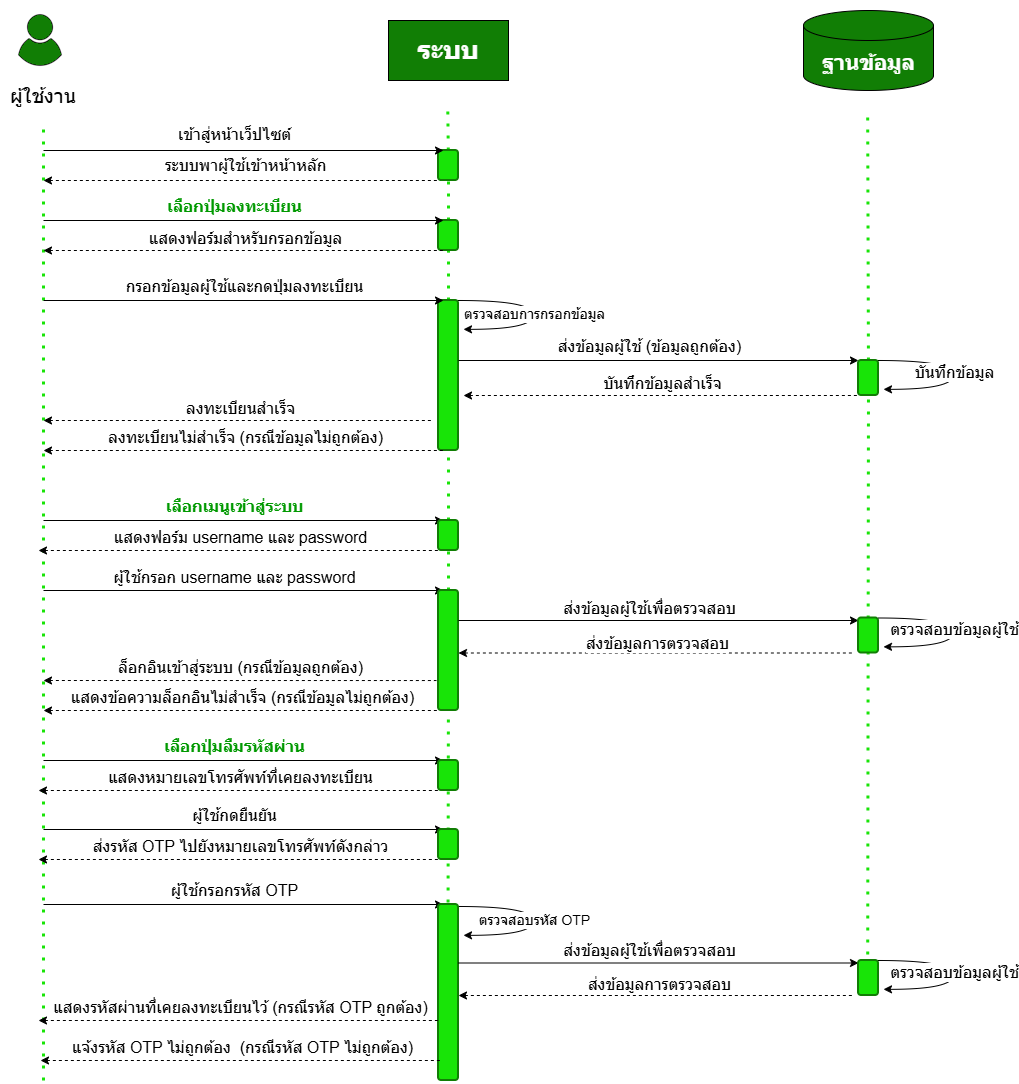 ผู้ใช้งาน
ระบบ
ฐานข้อมูล
เข้าสู่หน้าเว็ปไซต์
ระบบพาผู้ใช้เข้าหน้าหลัก
เลือกปุ่มลงทะเบียน
แสดงฟอร์มสำหรับกรอกข้อมูล
กรอกข้อมูลผู้ใช้และกดปุ่มลงทะเบียน
ตรวจสอบการกรอกข้อมูล
ส่งข้อมูลผู้ใช้ (ข้อมูลถูกต้อง)
บันทึกข้อมูล
บันทึกข้อมูลสำเร็จ
ลงทะเบียนสำเร็จ
ลงทะเบียนไม่สำเร็จ (กรณีข้อมูลไม่ถูกต้อง)
เลือกเมนูเข้าสู่ระบบ
แสดงฟอร์ม username และ password
ผู้ใช้กรอก username และ password
ส่งข้อมูลผู้ใช้เพื่อตรวจสอบ
ตรวจสอบข้อมูลผู้ใช้
ส่งข้อมูลการตรวจสอบ
ล็อกอินเข้าสู่ระบบ (กรณีข้อมูลถูกต้อง)
แสดงข้อความล็อกอินไม่สำเร็จ (กรณีข้อมูลไม่ถูกต้อง)
เลือกปุ่มลืมรหัสผ่าน
แสดงหมายเลขโทรศัพท์ที่เคยลงทะเบียน
ผู้ใช้กดยืนยัน
ส่งรหัส OTP ไปยังหมายเลขโทรศัพท์ดังกล่าว
ผู้ใช้กรอกรหัส OTP
ตรวจสอบรหัส OTP
ส่งข้อมูลผู้ใช้เพื่อตรวจสอบ
ตรวจสอบข้อมูลผู้ใช้
ส่งข้อมูลการตรวจสอบ
แสดงรหัสผ่านที่เคยลงทะเบียนไว้ (กรณีรหัส OTP ถูกต้อง)
แจ้งรหัส OTP ไม่ถูกต้อง  (กรณีรหัส OTP ไม่ถูกต้อง)